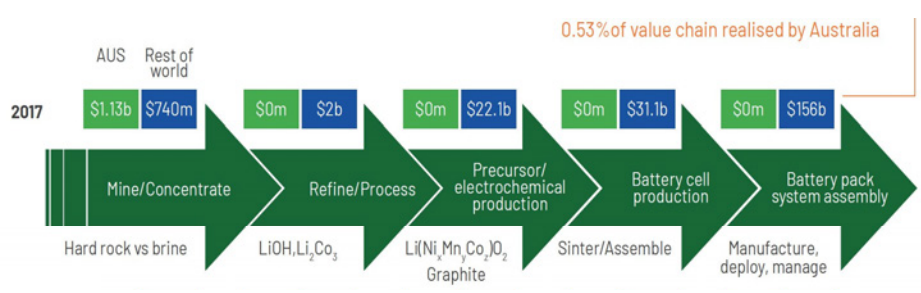 0.53% of value chain realised by Australia
AUS
Rest of
world
2017
$1.13b
$740m
$0m
$2b
$0m
$22.1b
$0m
$31.1b
$0m
$156b
Mine/Concentrate
Refine/Process
Precursor/
electrochemical
production
Battery cell
production
Battery pack
system assembly
Hard rock vs brine
LiOH,Li₂Co₃
Li(NiₓMnᵧCo₂)O₂
Graphite
Sinter/Assemble
Manufacture,
deploy, manage